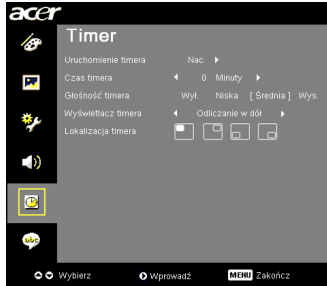 acer
Timer
Uruchomienie timera Nac.
Czas timera 0 Minuty
Głośność timera Wył. Niska [ Średnia ] Wys.
Wyświetlacz timera Odliczanie w dół
Lokalizacja timera
abc
Wybierz Wprowadź MENU Zakończ